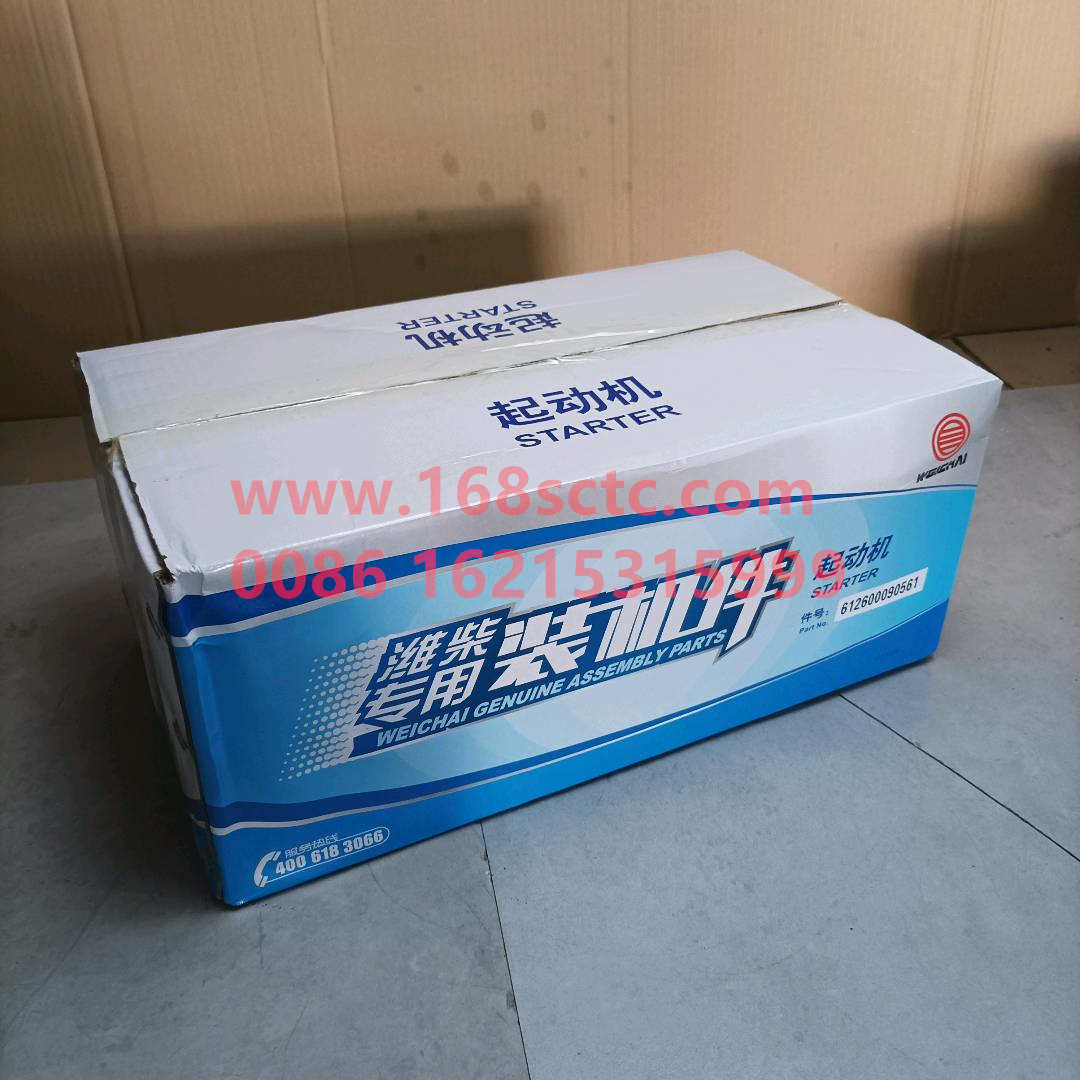 起动机
STARTER
起动机
STARTER
WEICHAI
www.168sctc.com
潍柴
专用
装机件
WEICHAI GENUINE ASSEMBLY PARTS
起动机
STARTER
件号:
Part No.
612600090561
服务热线
400 618 3066